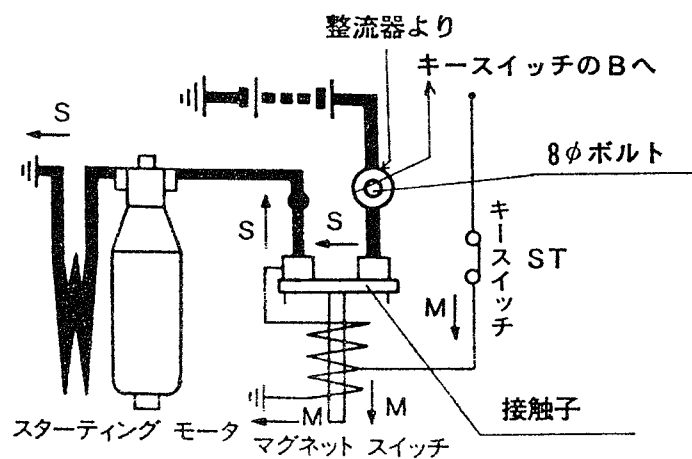 整流器より
キースイッチのBへ
8φボルト
S
S
S
キースイッチ
ST
M
M
M
接触子
スターティング モータ
マグネット スイッチ